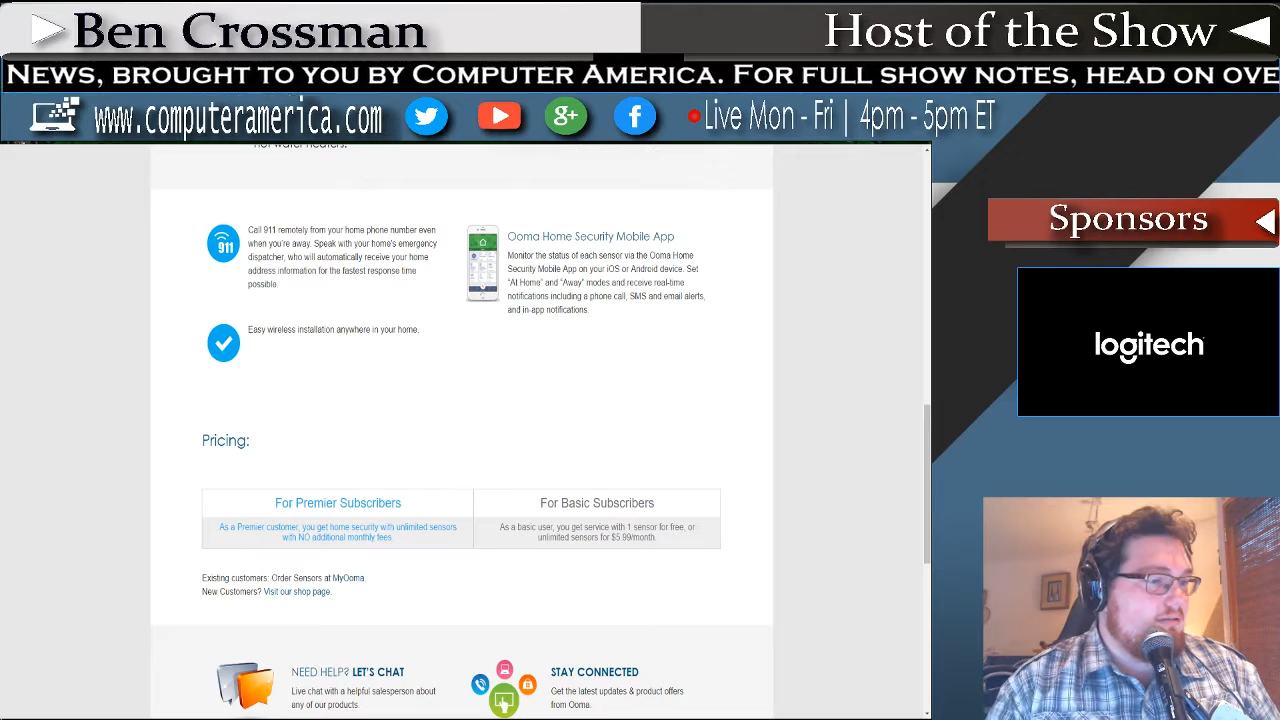 Ben Crossman
Host of the Show
News, brought to you by Computer America. For full show notes, head on ove
www.computeramerica.com
Live Mon - Fri | 4pm - 5pm ET
hot water heaters.
911
Call 911 remotely from your home phone number even
when you're away. Speak with your home's emergency
dispatcher, who will automatically receive your home
address information for the fastest response time
possible.
Ooma Home Security Mobile App
Monitor the status of each sensor via the Ooma Home
Security Mobile App on your iOS or Android device. Set
"At Home" and "Away" modes and receive real-time
notifications including a phone call, SMS and email alerts,
and in-app notifications.
Easy wireless installation anywhere in your home.
Pricing:
For Premier Subscribers
As a Premier customer, you get home security with unlimited sensors
with NO additional monthly fees.
For Basic Subscribers
As a basic user, you get service with 1 sensor for free, or
unlimited sensors for $5.99/month.
Existing customers: Order Sensors at MyOoma.
New Customers? Visit our shop page.
NEED HELP? LET'S CHAT
Live chat with a helpful salesperson about
any of our products.
STAY CONNECTED
Get the latest updates & product offers
from Ooma.
Sponsors
logitech